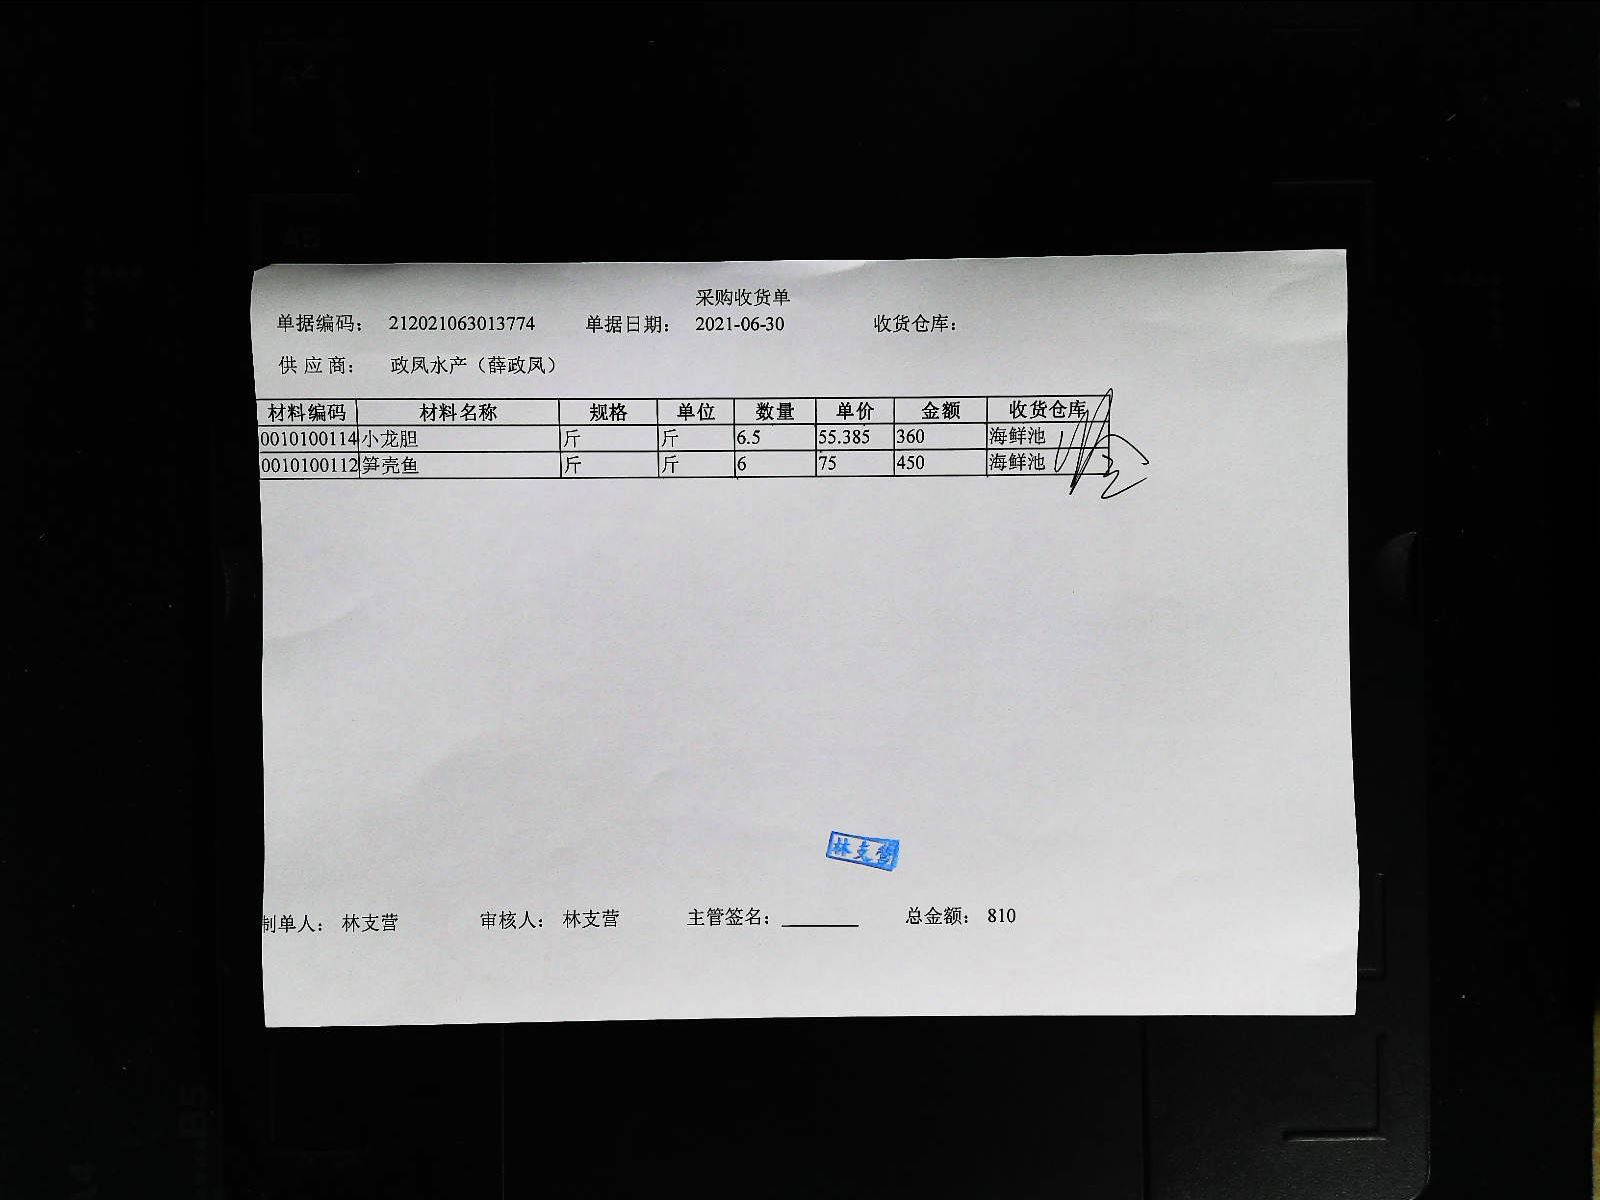 采购收货单
单据编码： 212021063013774 单据日期： 2021-06-30 收货仓库：
供 应 商： 政凤水产（薛政凤）
材料编码 材料名称 规格 单位 数量 单价 金额 收货仓库
0010100114 小龙胆 斤 斤 6.5 55.385 360 海鲜池
0010100112 笋壳鱼 斤 斤 6 75 450 海鲜池
林支营
制单人： 林支营 审核人： 林支营 主管签名： 总金额： 810
A5
B5